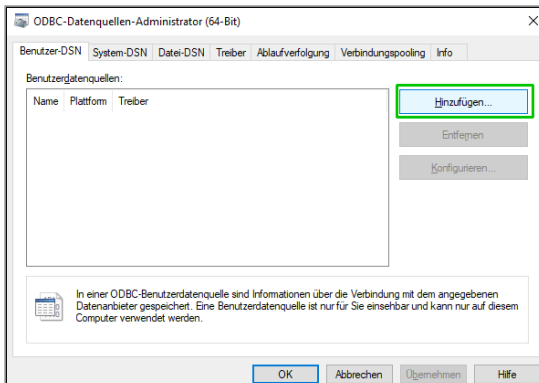 ODBC-Datenquellen-Administrator (64-Bit)
Benutzer-DSN System-DSN Datei-DSN Treiber Ablaufverfolgung Verbindungspooling Info
Benutzerdatenquellen:
Name Plattform Treiber
Hinzufügen...
Entfernen
Konfigurieren...
In einer ODBC-Benutzerdatenquelle sind Informationen über die Verbindung mit dem angegebenen
Datenanbieter gespeichert. Eine Benutzerdatenquelle ist nur für Sie einsehbar und kann nur auf diesem
Computer verwendet werden.
OK Abbrechen Übernehmen Hilfe